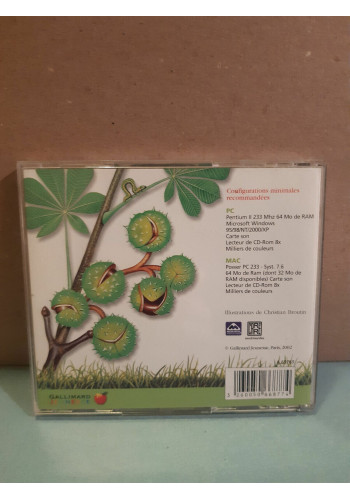 Configurations minimales
recommandées
PC
Pentium II 233 Mhz 64 Mo de RAM
Microsoft Windows
95/98/NT/2000/XP
Carte son
Lecteur de CD-Rom 8x
Milliers de couleurs
MAC
Power PC 233 - Syst. 7.6
64 Mo de Ram (dont 32 Mo de
RAM disponibles) Carte son
Lecteur de CD-Rom 8x
Milliers de couleurs
Illustrations de Christian
© Gallimard Jeunesse, Paris, 2002
GALLIMARD
JEUNESSE